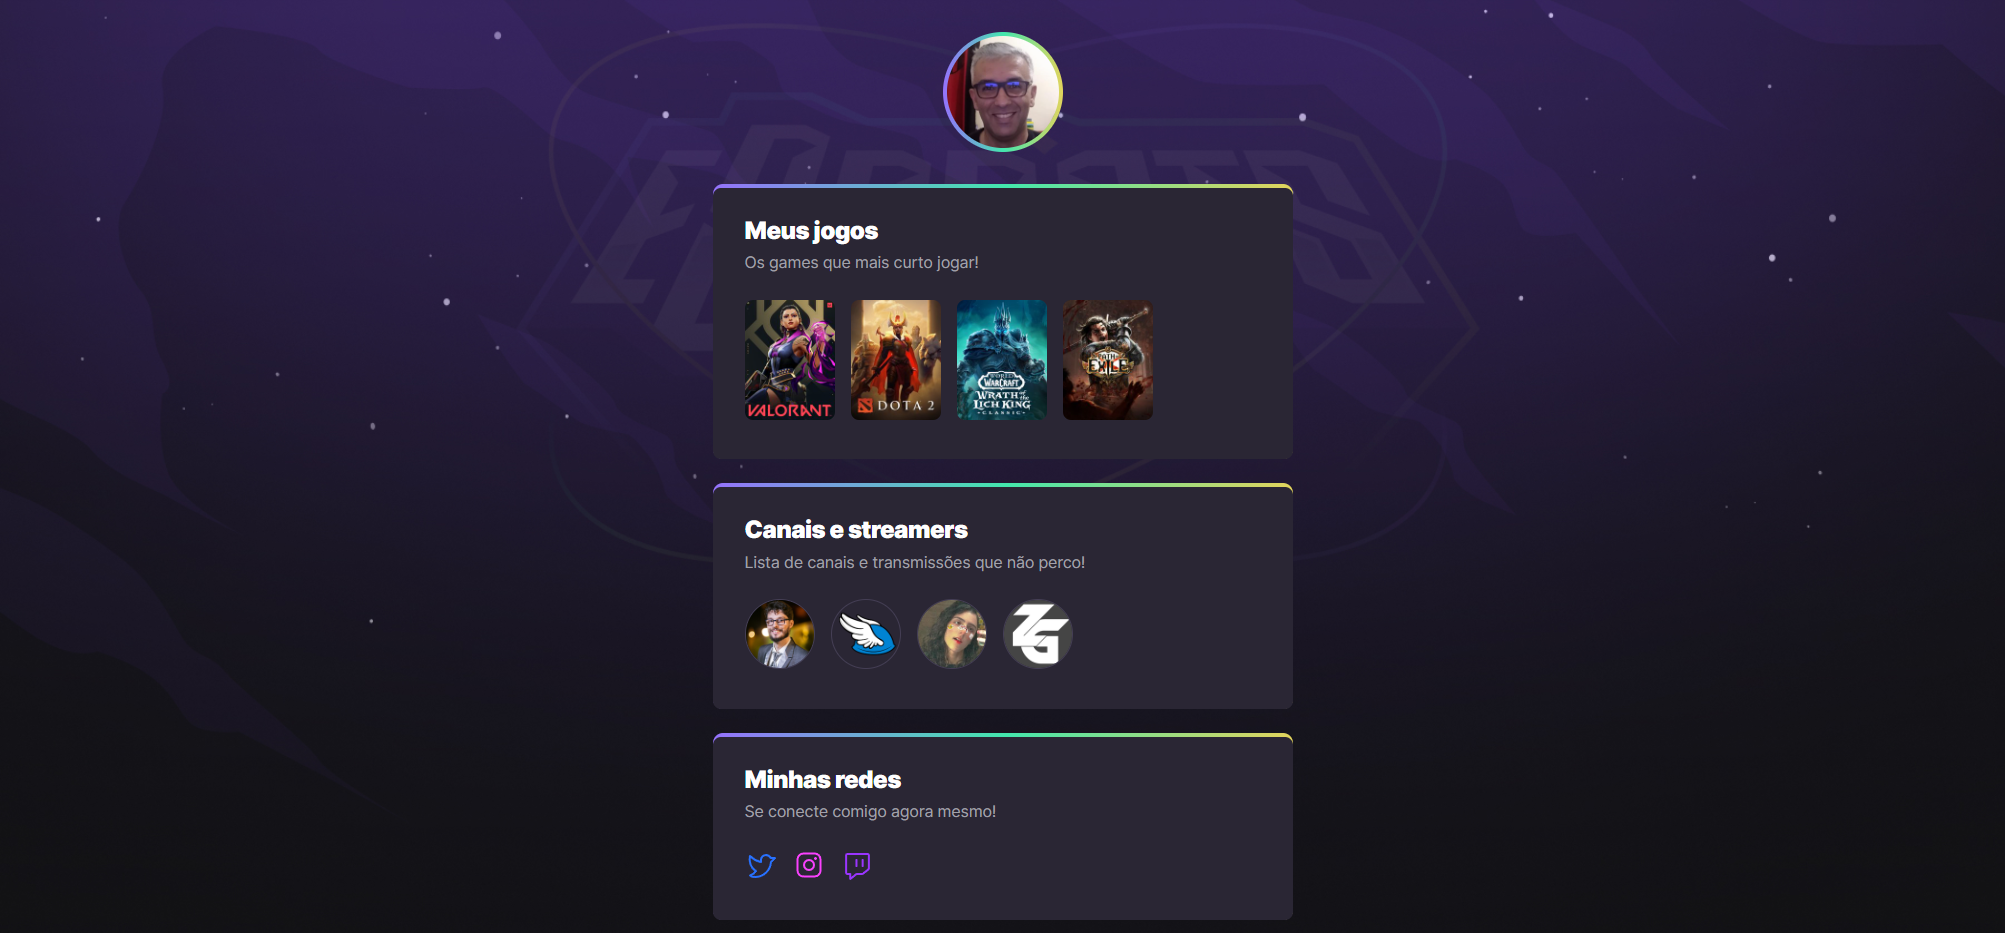 eSports
Meus jogos
Os games que mais curto jogar!
VALORANT
DOTA 2
WORLD OF
WARCRAFT
WRATH of the
LICH KING
CLASSIC
PATH
EXILE
Canais e streamers
Lista de canais e transmissões que não perco!
ZG
Minhas redes
Se conecte comigo agora mesmo!